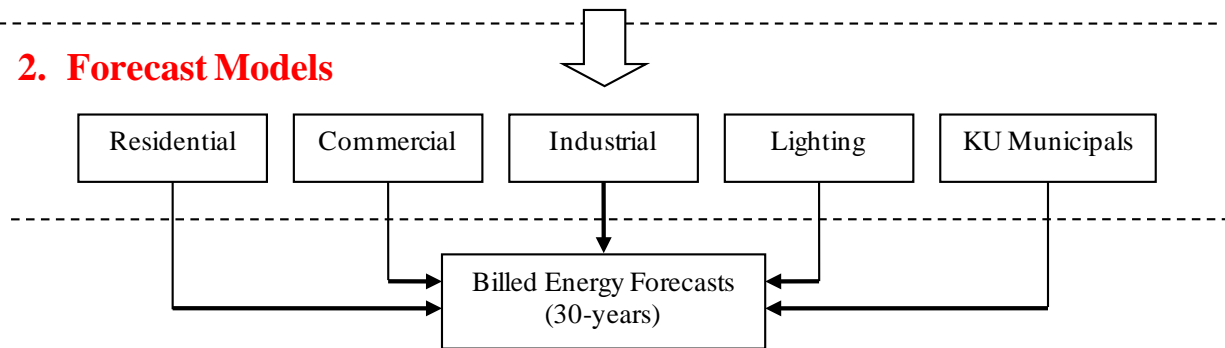 2. Forecast Models
Residential
Commercial
Industrial
Lighting
KU Municipals
Billed Energy Forecasts
(30-years)